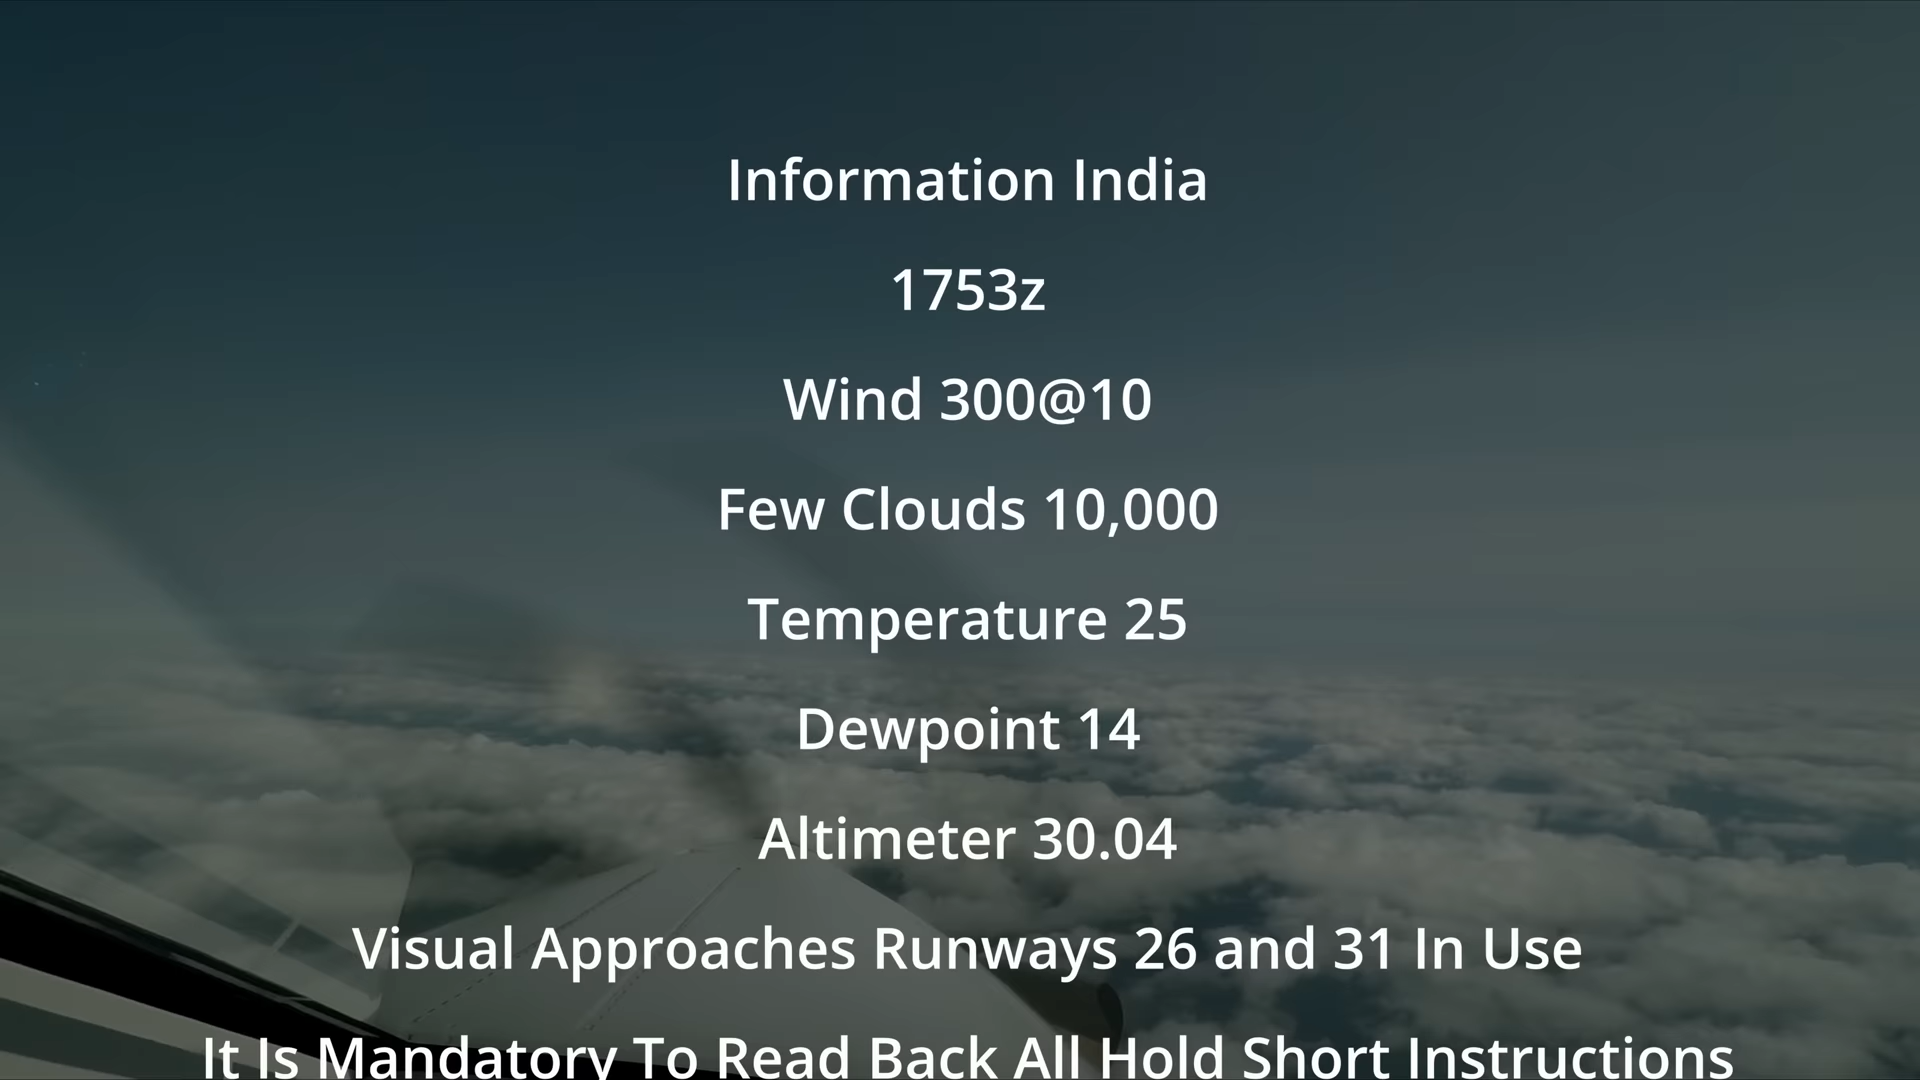 Information India
1753z
Wind 300@10
Few Clouds 10,000
Temperature 25
Dewpoint 14
Altimeter 30.04
Visual Approaches Runways 26 and 31 In Use
It Is Mandatory To Read Back All Hold Short Instructions